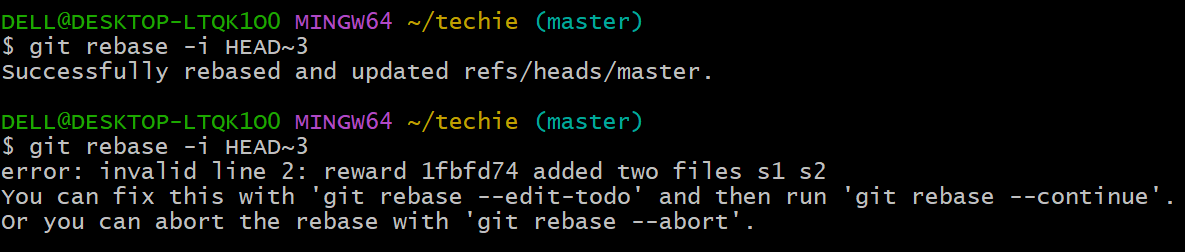 DELL@DESKTOP-LTQK1O0 MINGW64 ~/techie (master)
$ git rebase -i HEAD~3
Successfully rebased and updated refs/heads/master.
DELL@DESKTOP-LTQK1O0 MINGW64 ~/techie (master)
$ git rebase -i HEAD~3
error: invalid line 2: reward 1fbfd74 added two files s1 s2
You can fix this with 'git rebase --edit-todo' and then run 'git rebase --continue'.
Or you can abort the rebase with 'git rebase --abort'.